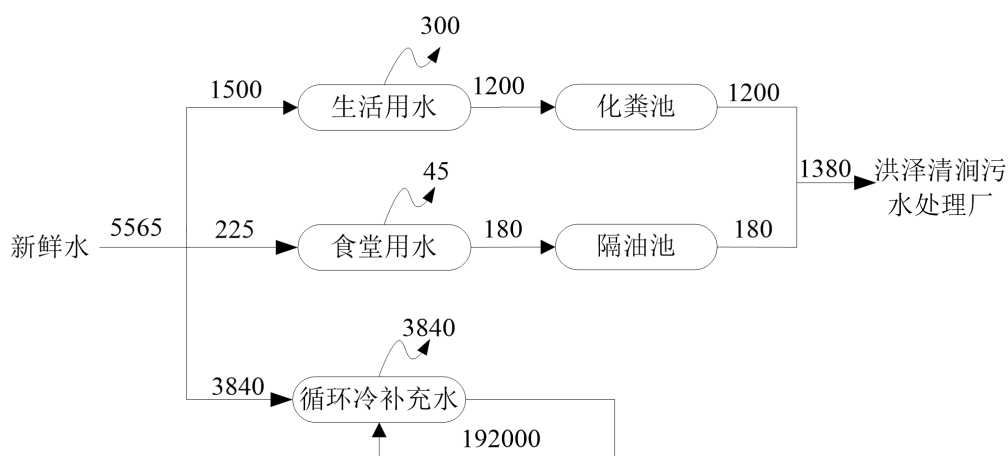 300
1500
生活用水
1200
化粪池
1200
45
1380
洪泽清涧污
水处理厂
新鲜水
5565
225
食堂用水
180
隔油池
180
3840
3840
循环冷补充水
192000